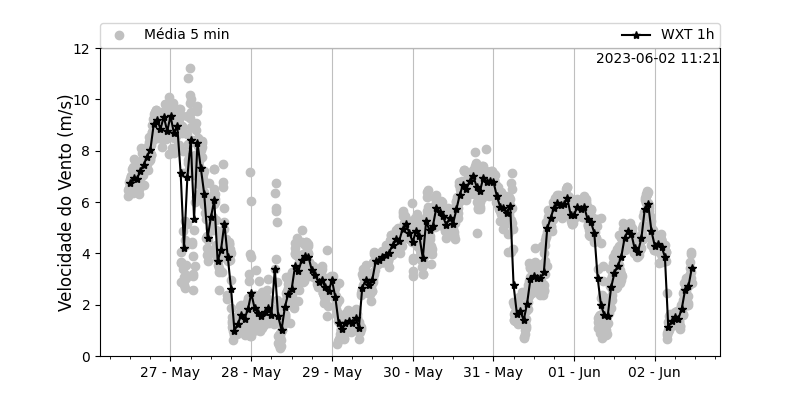 Média 5 min
WXT 1h
2023-06-02 11:21
Velocidade do Vento (m/s)
12
10
8
6
4
2
0
27 - May
28 - May
29 - May
30 - May
31 - May
01 - Jun
02 - Jun